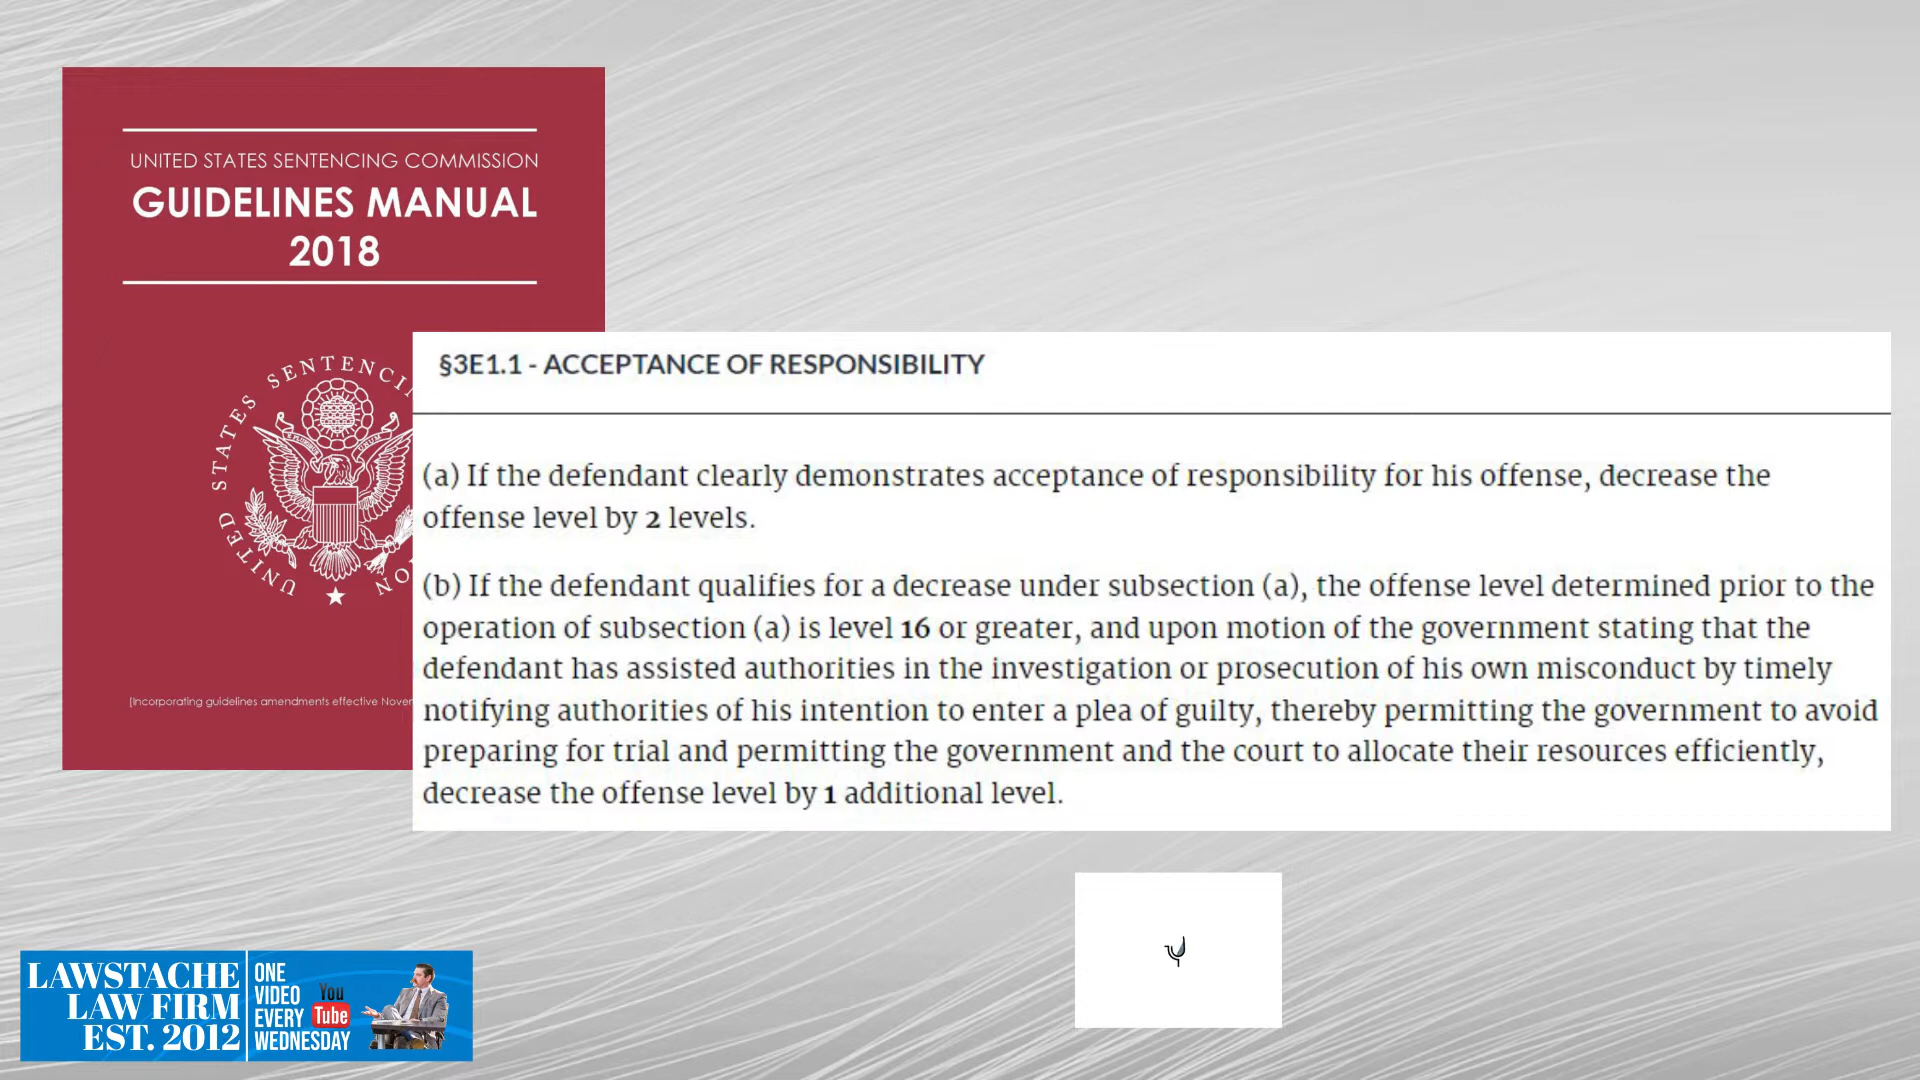 UNITED STATES SENTENCING COMMISSION
GUIDELINES MANUAL
2018
UNITED STATES SENTENCI
ON
[Incorporating guidelines amendments effective Novem
§3E1.1 - ACCEPTANCE OF RESPONSIBILITY
(a) If the defendant clearly demonstrates acceptance of responsibility for his offense, decrease the
offense level by 2 levels.
(b) If the defendant qualifies for a decrease under subsection (a), the offense level determined prior to the
operation of subsection (a) is level 16 or greater, and upon motion of the government stating that the
defendant has assisted authorities in the investigation or prosecution of his own misconduct by timely
notifying authorities of his intention to enter a plea of guilty, thereby permitting the government to avoid
preparing for trial and permitting the government and the court to allocate their resources efficiently,
decrease the offense level by 1 additional level.
LAWSTACHE
LAW FIRM
EST. 2012
ONE
VIDEO
EVERY
WEDNESDAY
You
Tube